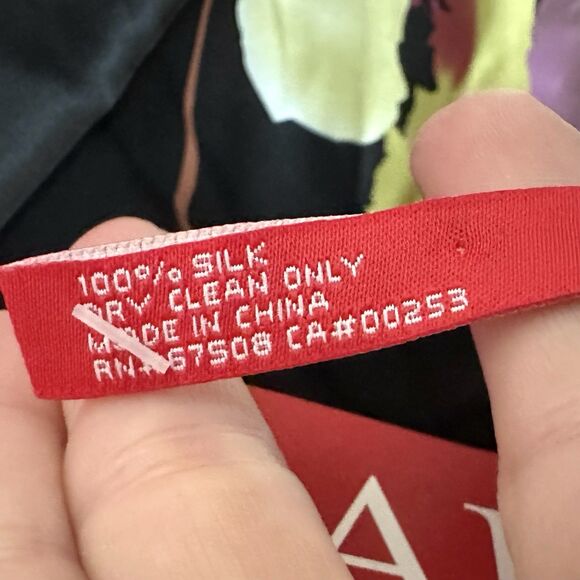 100% SILK
DRY CLEAN ONLY
MADE IN CHINA
RN# 67508 CA#00253
A